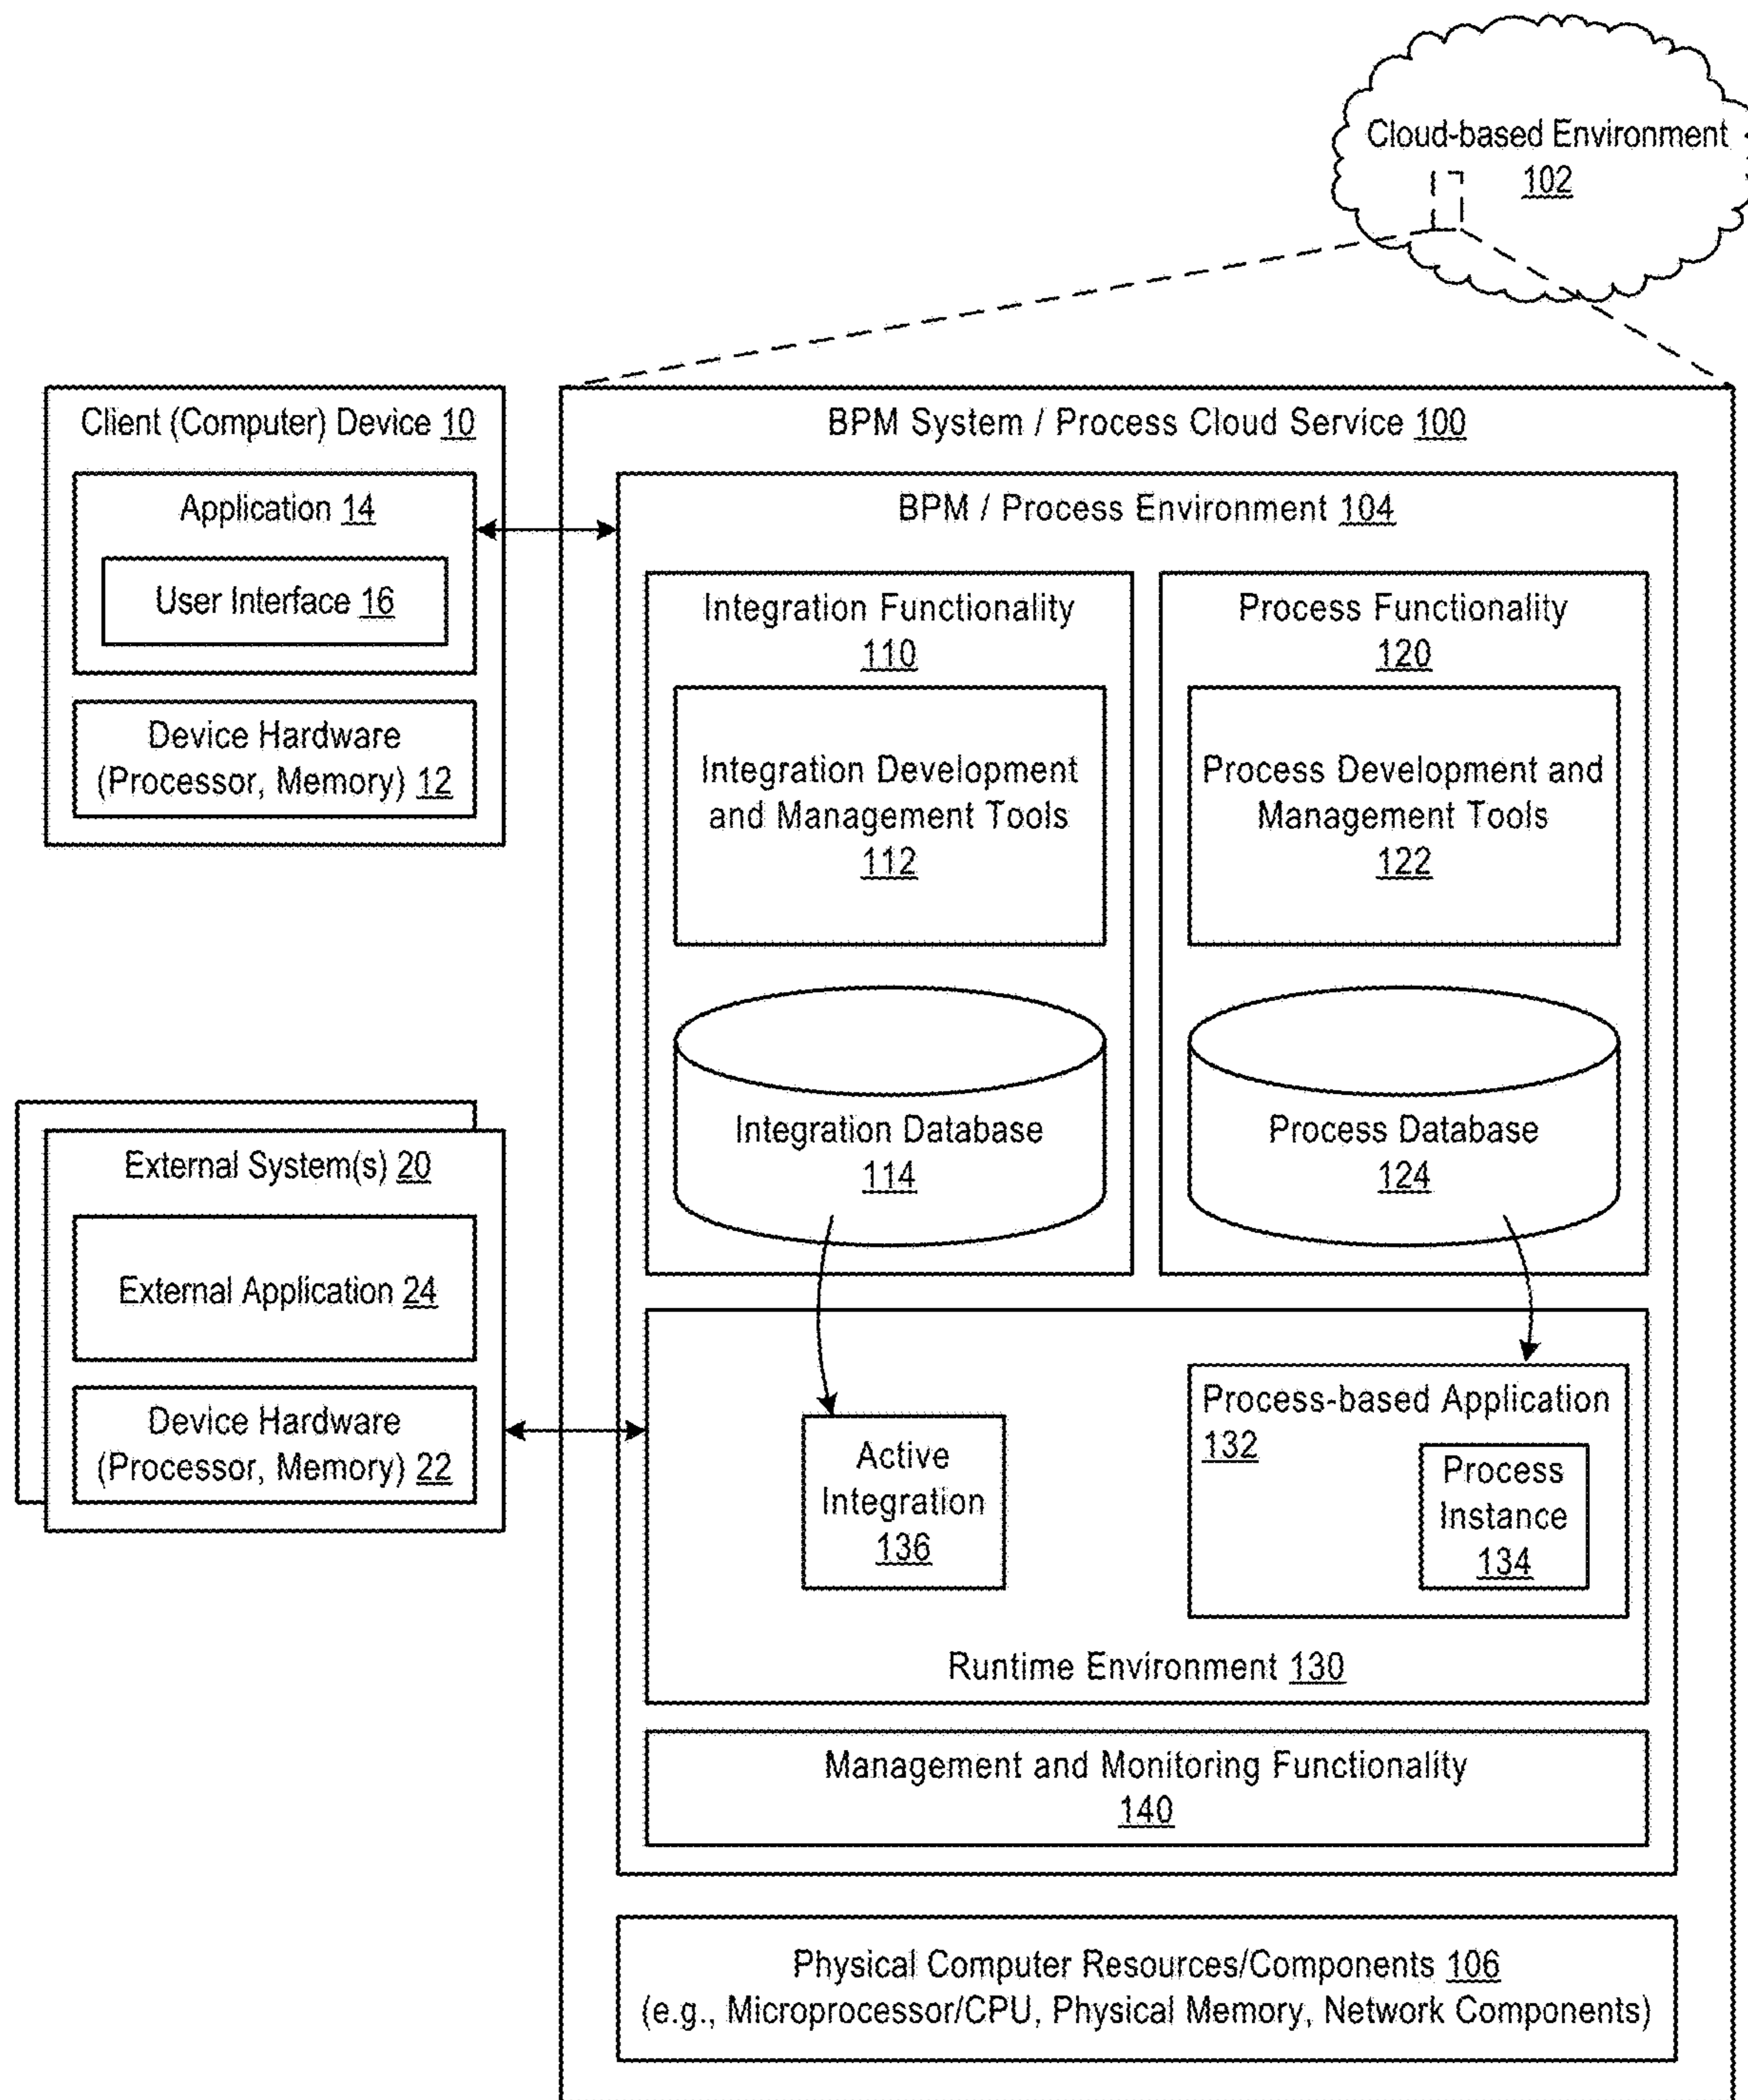 Cloud-based Environment
102
Client (Computer) Device 10
Application 14
User Interface 16
Device Hardware
(Processor, Memory) 12
External System(s) 20
External Application 24
Device Hardware
(Processor, Memory) 22
BPM System / Process Cloud Service 100
BPM / Process Environment 104
Integration Functionality
110
Integration Development
and Management Tools
112
Integration Database
114
Process Functionality
120
Process Development and
Management Tools
122
Process Database
124
Active
Integration
136
Process-based Application
132
Process
Instance
134
Runtime Environment 130
Management and Monitoring Functionality
140
Physical Computer Resources/Components 106
(e.g., Microprocessor/CPU, Physical Memory, Network Components)